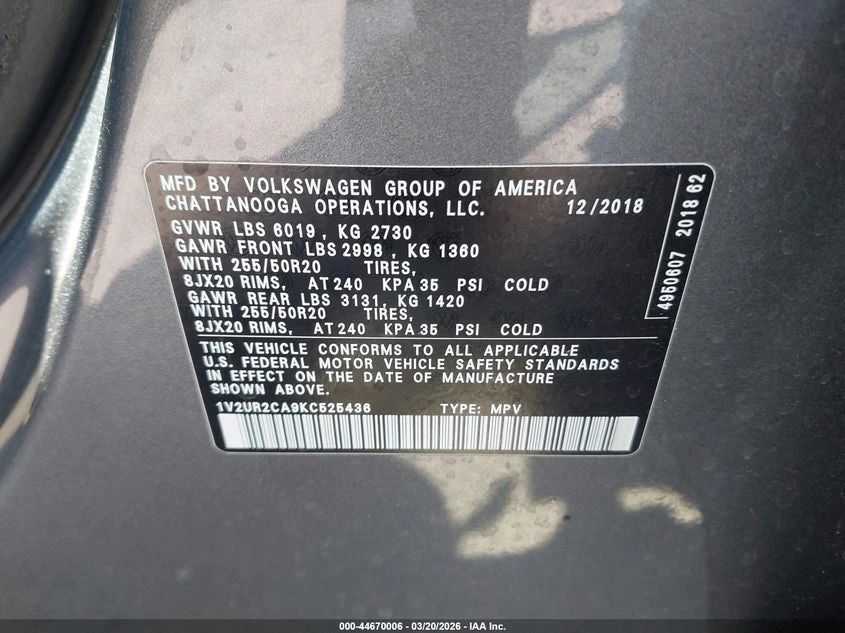 MFD BY VOLKSWAGEN GROUP OF AMERICA
CHATTANOOGA OPERATIONS, LLC. 12/2018
GVWR LBS 6019, KG 2730
GAWR FRONT LBS 2998, KG 1360
WITH 255/50R20 TIRES,
8JX20 RIMS, AT 240 KPA 35 PSI COLD
GAWR REAR LBS 3131, KG 1420
WITH 255/50R20 TIRES,
8JX20 RIMS, AT 240 KPA 35 PSI COLD
THIS VEHICLE CONFORMS TO ALL APPLICABLE
U.S. FEDERAL MOTOR VEHICLE SAFETY STANDARDS
IN EFFECT ON THE DATE OF MANUFACTURE
SHOWN ABOVE.
1V2UR2CA9KC525436 TYPE: MPV
4950607 2018 62
000-44670006 - 03/20/2026 - IAA Inc.